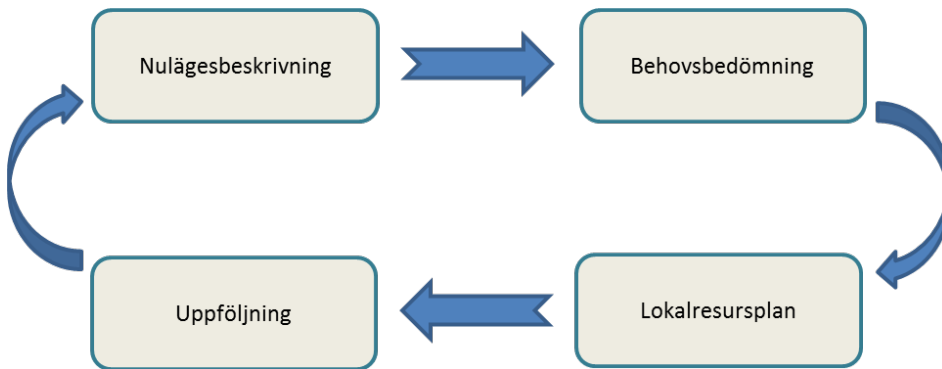 Nulägesbeskrivning
Behovsbedömning
Uppföljning
Lokalresursplan